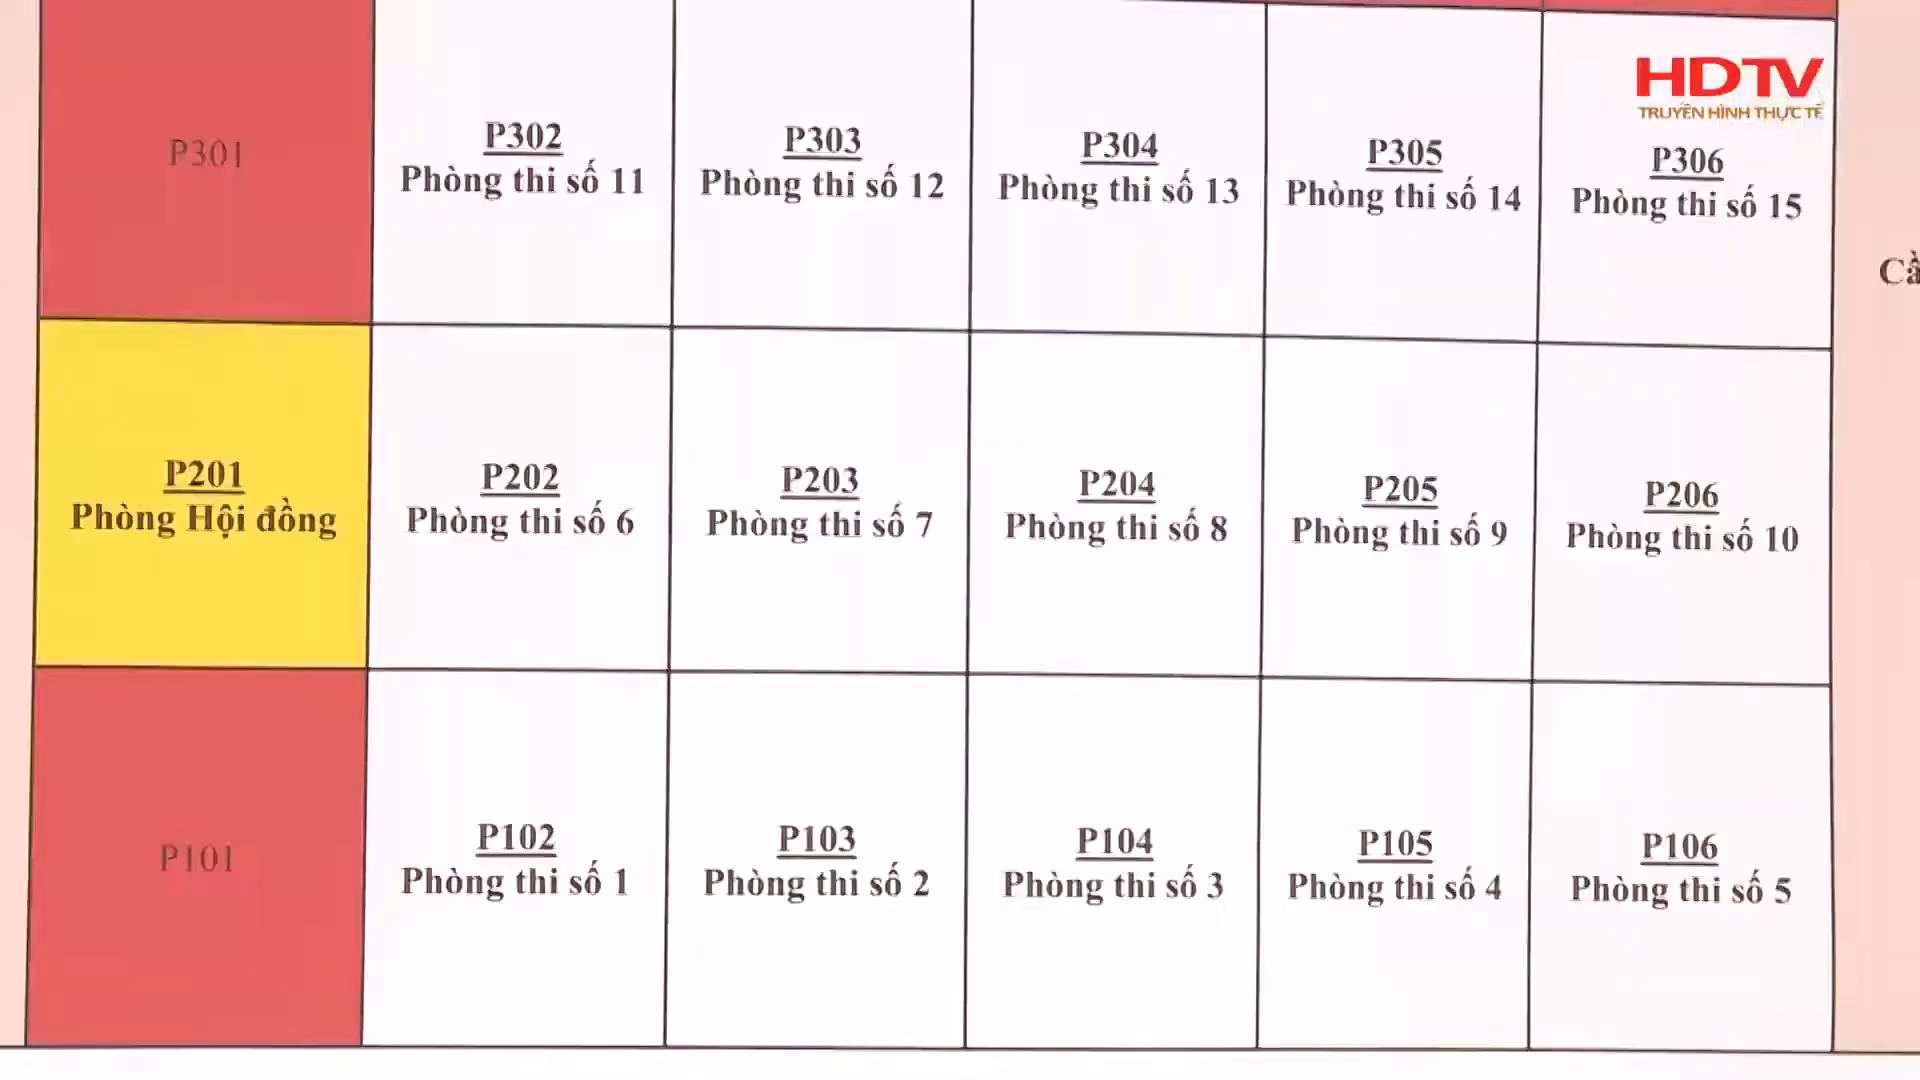 HDTV
TRUYỀN HÌNH THỰC TẾ
P301
P302
Phòng thi số 11
P303
Phòng thi số 12
P304
Phòng thi số 13
P305
Phòng thi số 14
P306
Phòng thi số 15
P201
Phòng Hội đồng
P202
Phòng thi số 6
P203
Phòng thi số 7
P204
Phòng thi số 8
P205
Phòng thi số 9
P206
Phòng thi số 10
P101
P102
Phòng thi số 1
P103
Phòng thi số 2
P104
Phòng thi số 3
P105
Phòng thi số 4
P106
Phòng thi số 5